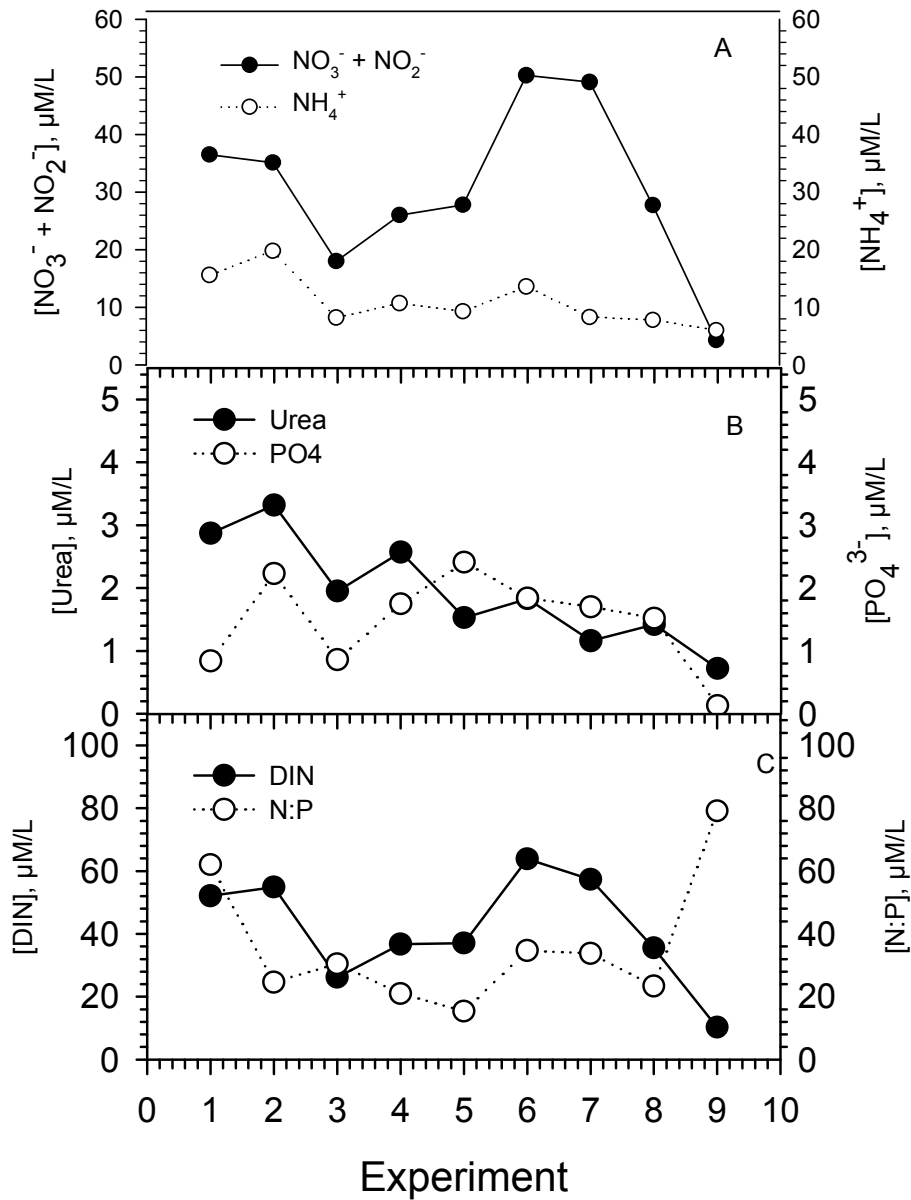 A
NO₃⁻ + NO₂⁻
NH₄⁺
[NO₃⁻ + NO₂⁻], µM/L
[NH₄⁺], µM/L
60
50
40
30
20
10
0
60
50
40
30
20
10
0
B
Urea
PO4
[Urea], µM/L
[PO₄³⁻], µM/L
5
4
3
2
1
0
5
4
3
2
1
0
C
DIN
N:P
[DIN], µM/L
[N:P], µM/L
100
80
60
40
20
0
100
80
60
40
20
0
0 1 2 3 4 5 6 7 8 9 10
Experiment